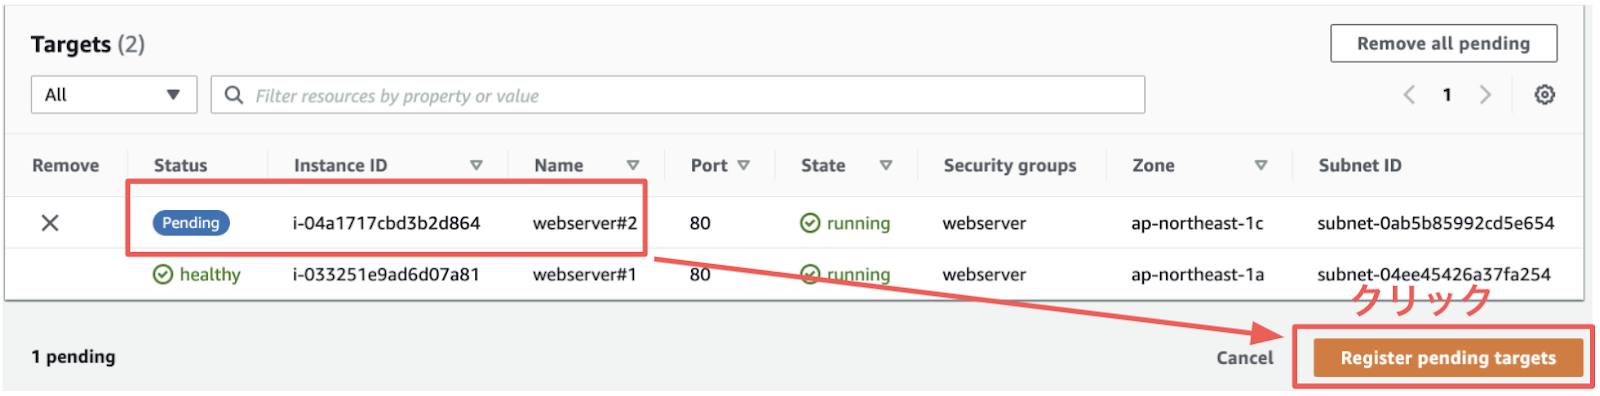 Targets (2)
Remove all pending
All
Filter resources by property or value
1
Remove Status Instance ID Name Port State Security groups Zone Subnet ID
Pending i-04a1717cbd3b2d864 webserver#2 80 running webserver ap-northeast-1c subnet-0ab5b85992cd5e654
healthy i-033251e9ad6d07a81 webserver#1 80 running webserver ap-northeast-1a subnet-04ee45426a37fa254
クリック
1 pending
Cancel
Register pending targets